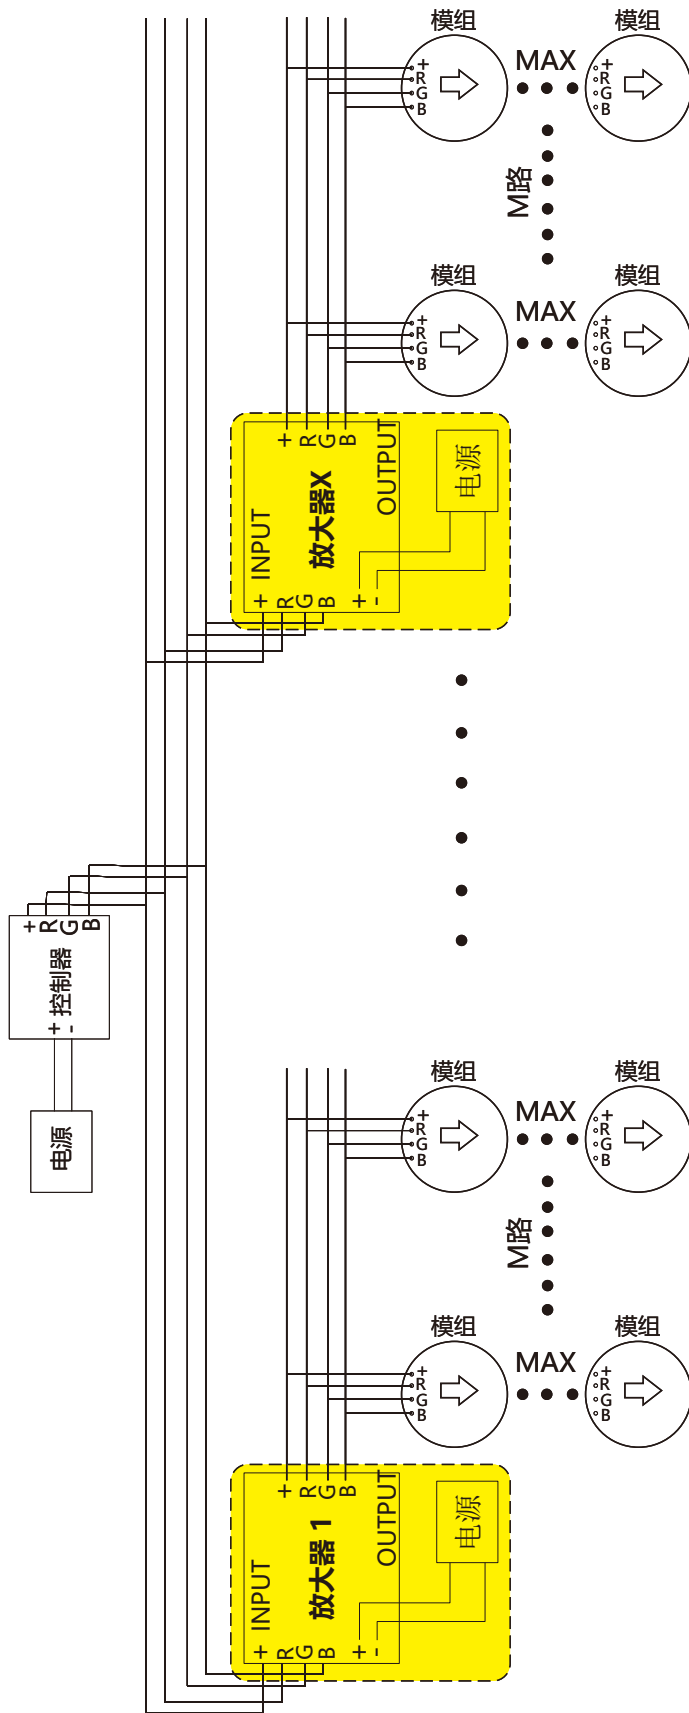 模组
模组
MAX
+
R
G
B
+
R
G
B
M路
模组
模组
MAX
+
R
G
B
+
R
G
B
+ R G B
OUTPUT
放大器X
INPUT
+ R G B + -
电源
+ R G B
控制器
+ -
电源
模组
模组
MAX
+
R
G
B
+
R
G
B
M路
模组
模组
MAX
+
R
G
B
+
R
G
B
+ R G B
OUTPUT
放大器 1
INPUT
+ R G B + -
电源